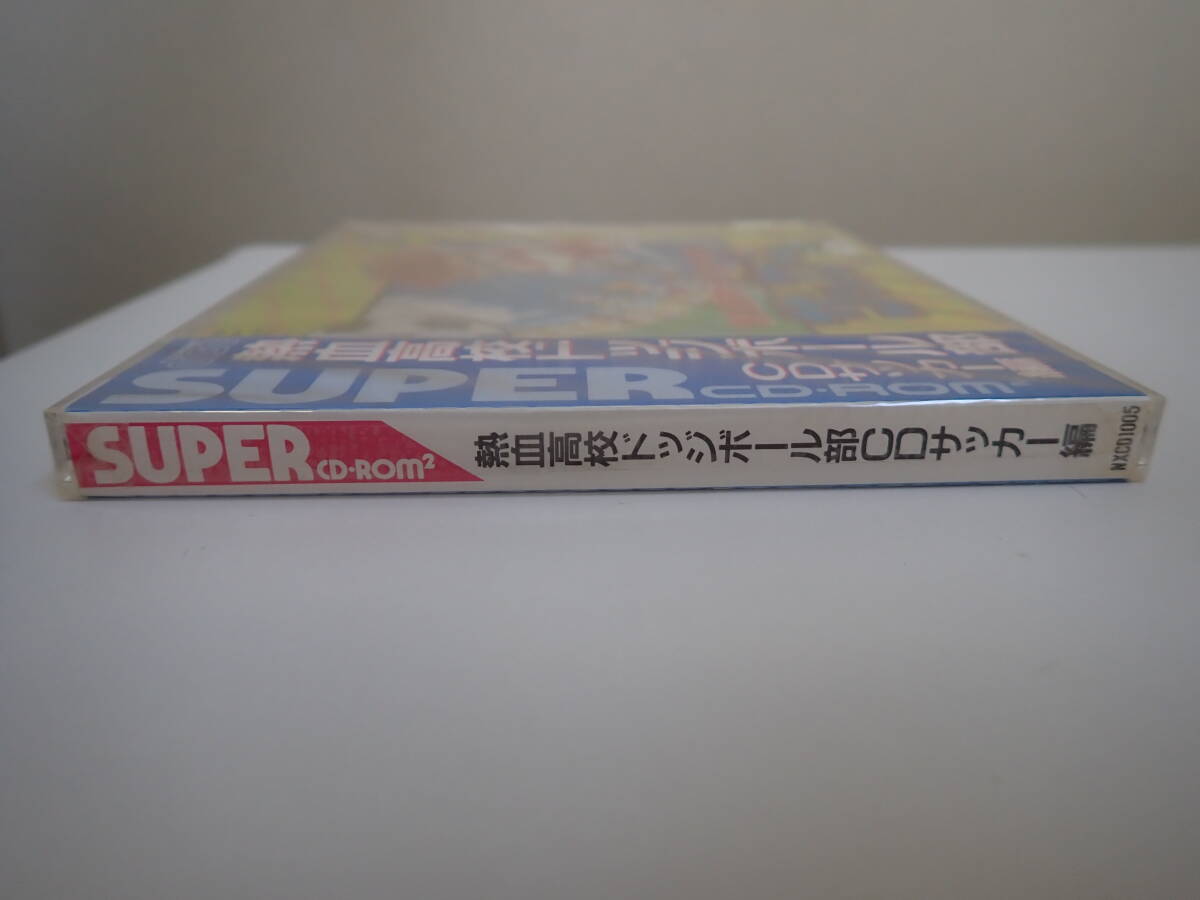 熱血高校ドッジボール部
CDサッカー編
SUPER CD-ROM²
SUPER CD-ROM² 熱血高校ドッジボール部CDサッカー編 NXCD1005